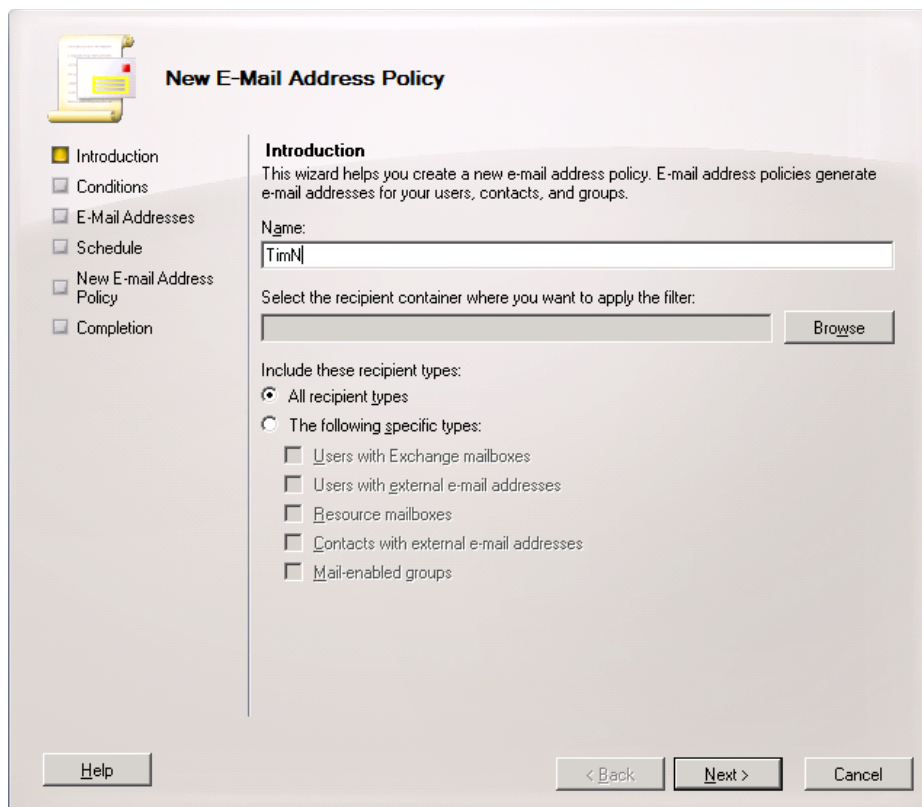 New E-Mail Address Policy
Introduction
Conditions
E-Mail Addresses
Schedule
New E-mail Address
Policy
Completion
Introduction
This wizard helps you create a new e-mail address policy. E-mail address policies generate
e-mail addresses for your users, contacts, and groups.
Name:
TimN
Select the recipient container where you want to apply the filter:
Browse
Include these recipient types:
All recipient types
The following specific types:
Users with Exchange mailboxes
Users with external e-mail addresses
Resource mailboxes
Contacts with external e-mail addresses
Mail-enabled groups
Help
< Back
Next >
Cancel